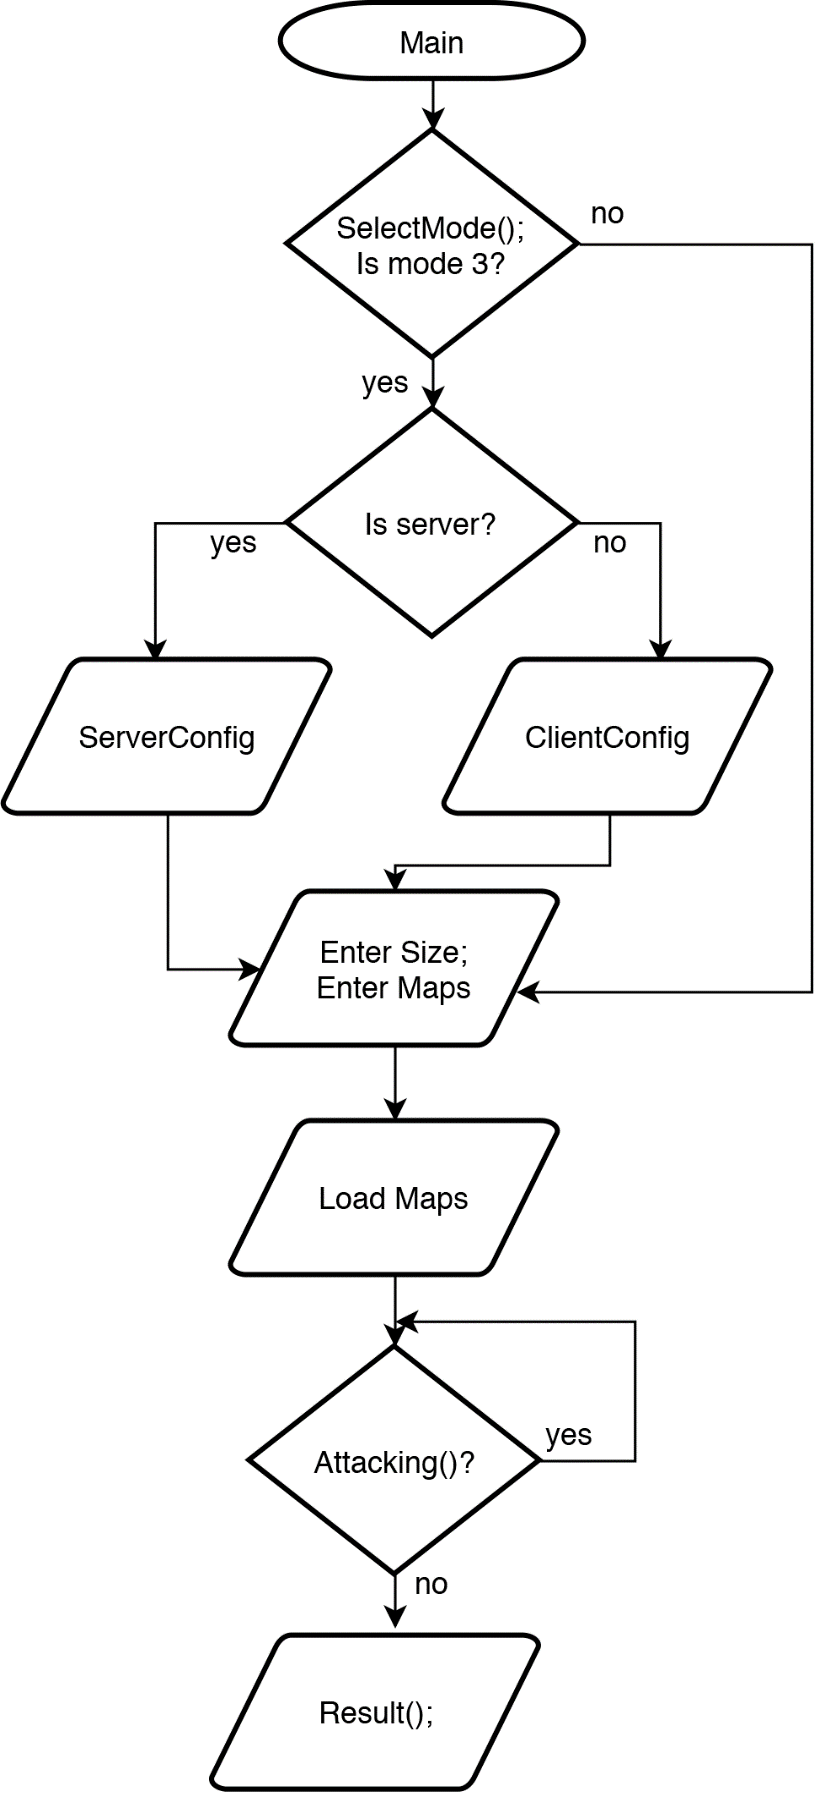 Main
SelectMode();
Is mode 3?
no
yes
Is server?
yes
no
ServerConfig
ClientConfig
Enter Size;
Enter Maps
Load Maps
Attacking()?
yes
no
Result();